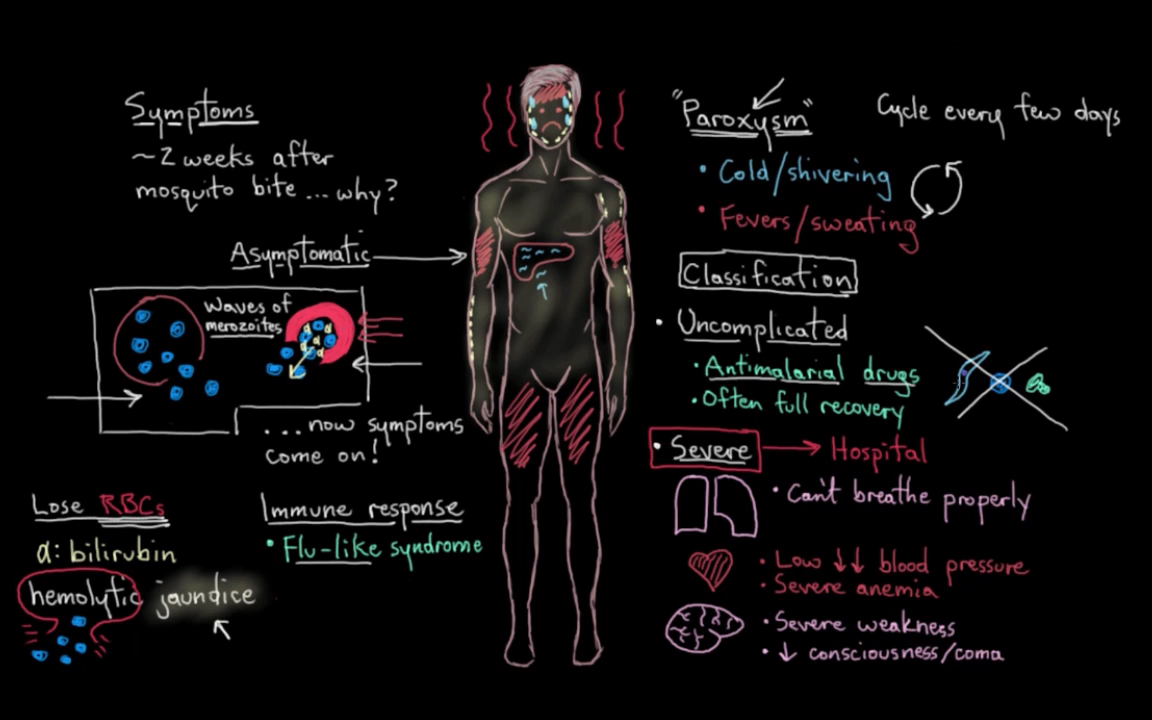 Symptoms
~2 weeks after
mosquito bite ... why?
Asymptomatic
Waves of
merozoites
... now symptoms
come on!
Lose RBCs
a: bilirubin
hemolytic jaundice
Immune response
• Flu-like syndrome
"Paroxysm"
Cycle every few days
• Cold/shivering
• Fevers/sweating
Classification
• Uncomplicated
• Antimalarial drugs
• Often full recovery
• Severe → Hospital
• Can't breathe properly
• Low ↓↓ blood pressure
• Severe anemia
• Severe weakness
• ↓ consciousness/coma